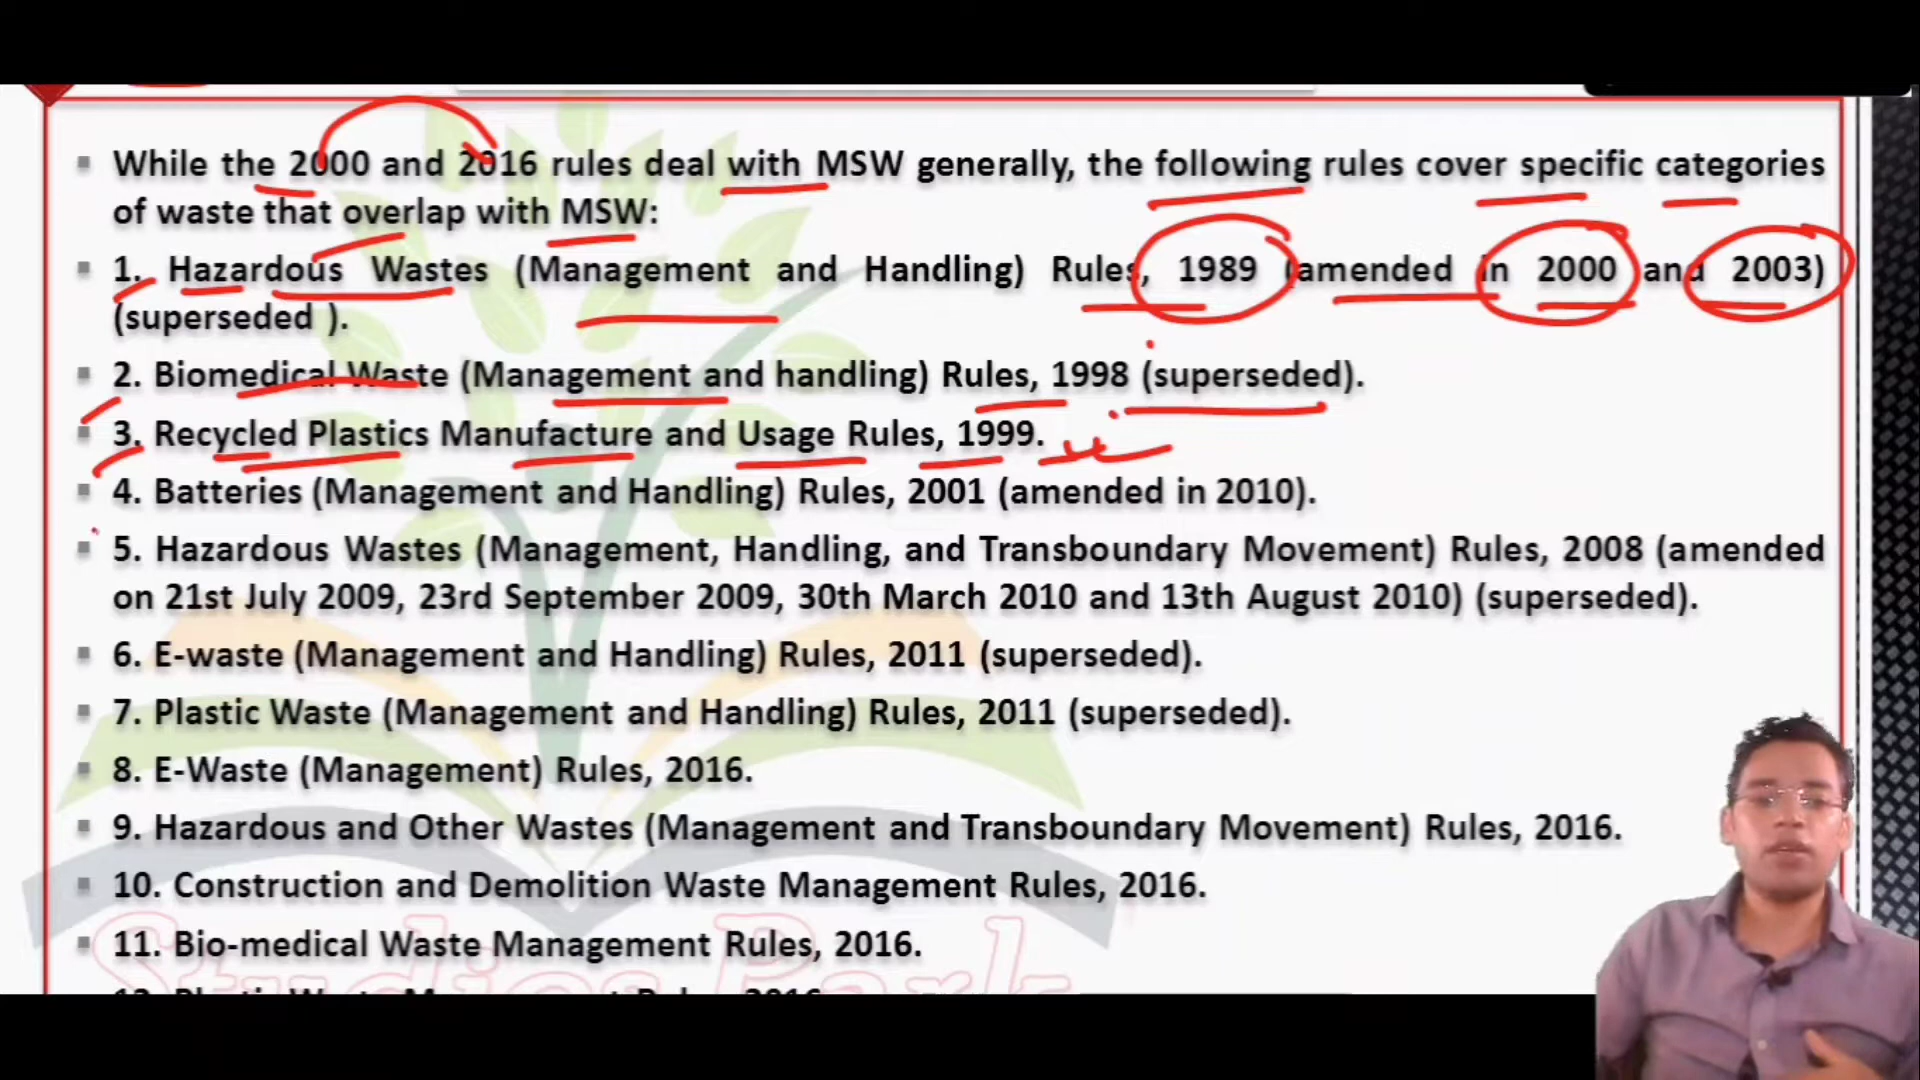 While the 2000 and 2016 rules deal with MSW generally, the following rules cover specific categories
of waste that overlap with MSW:
1. Hazardous Wastes (Management and Handling) Rules, 1989 (amended in 2000 and 2003)
(superseded ).
2. Biomedical Waste (Management and handling) Rules, 1998 (superseded).
3. Recycled Plastics Manufacture and Usage Rules, 1999.
4. Batteries (Management and Handling) Rules, 2001 (amended in 2010).
5. Hazardous Wastes (Management, Handling, and Transboundary Movement) Rules, 2008 (amended
on 21st July 2009, 23rd September 2009, 30th March 2010 and 13th August 2010) (superseded).
6. E-waste (Management and Handling) Rules, 2011 (superseded).
7. Plastic Waste (Management and Handling) Rules, 2011 (superseded).
8. E-Waste (Management) Rules, 2016.
9. Hazardous and Other Wastes (Management and Transboundary Movement) Rules, 2016.
10. Construction and Demolition Waste Management Rules, 2016.
11. Bio-medical Waste Management Rules, 2016.
Studies Park